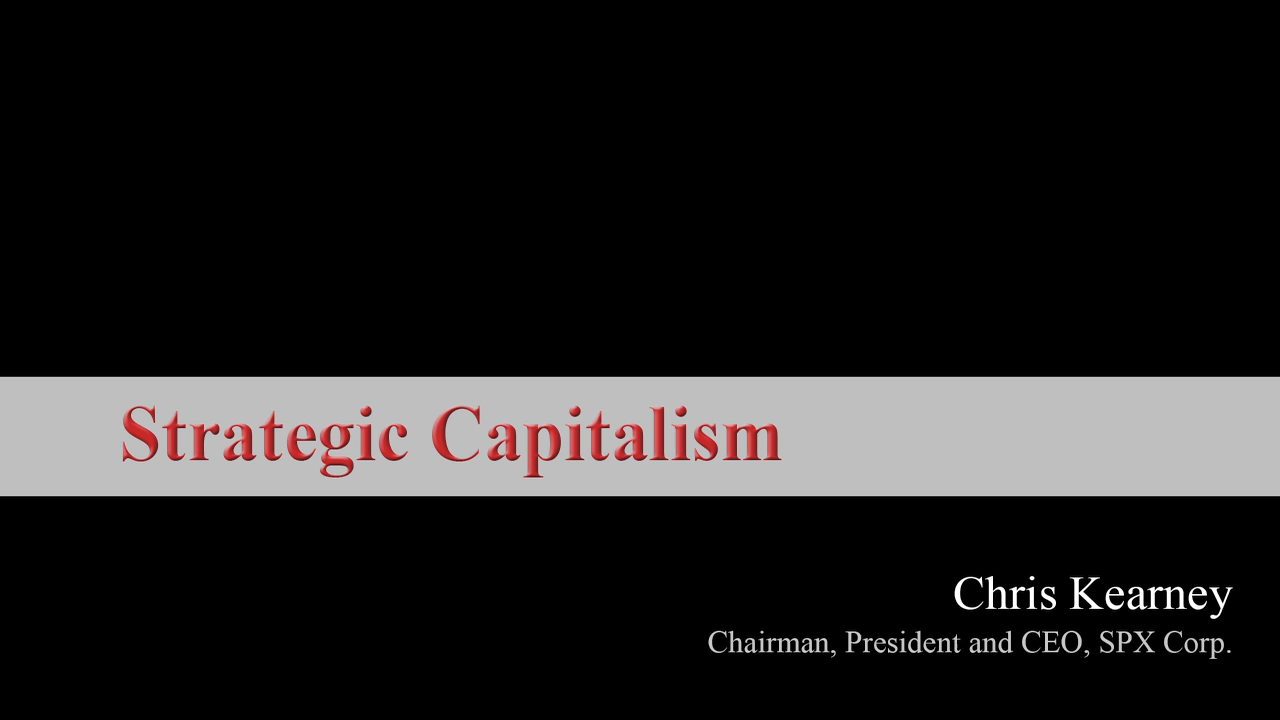 Strategic Capitalism
Chris Kearney
Chairman, President and CEO, SPX Corp.